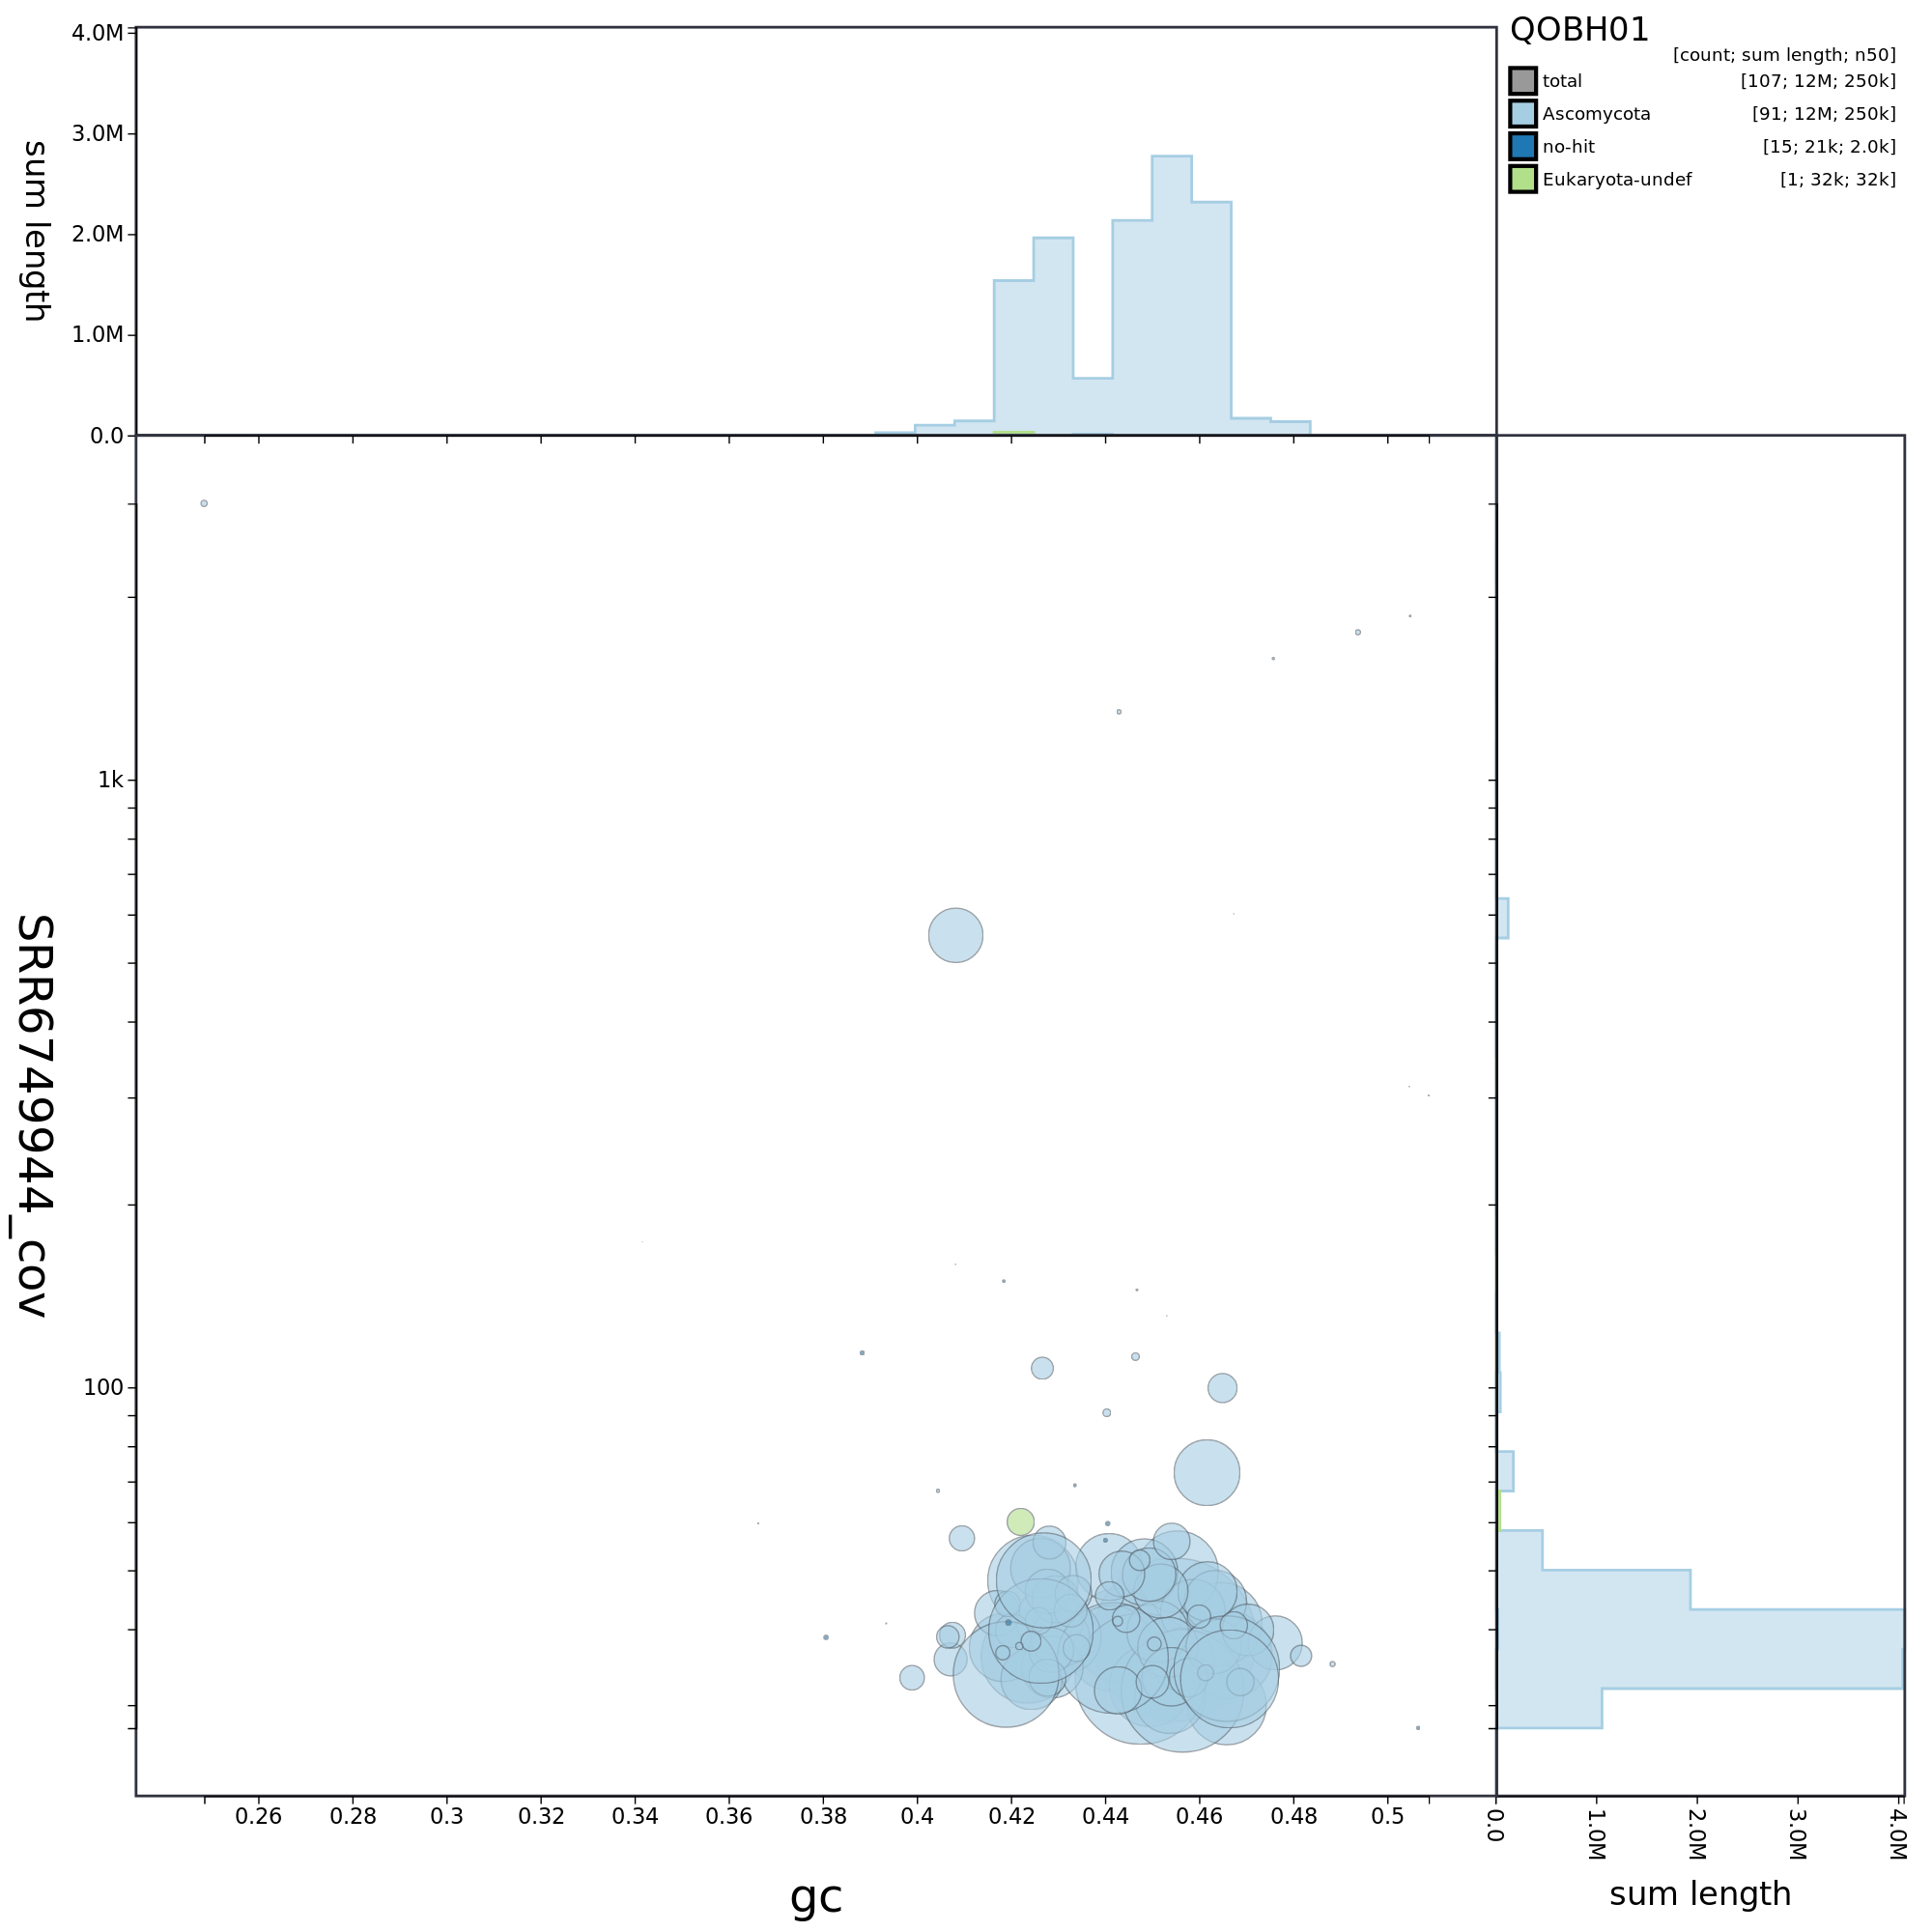 QOBH01
[count; sum length; n50]
total [107; 12M; 250k]
Ascomycota [91; 12M; 250k]
no-hit [15; 21k; 2.0k]
Eukaryota-undef [1; 32k; 32k]
sum length
4.0M
3.0M
2.0M
1.0M
0.0
SRR6749944_cov
1k
100
0.26 0.28 0.3 0.32 0.34 0.36 0.38 0.4 0.42 0.44 0.46 0.48 0.5
gc
0.0 1.0M 2.0M 3.0M 4.0M
sum length